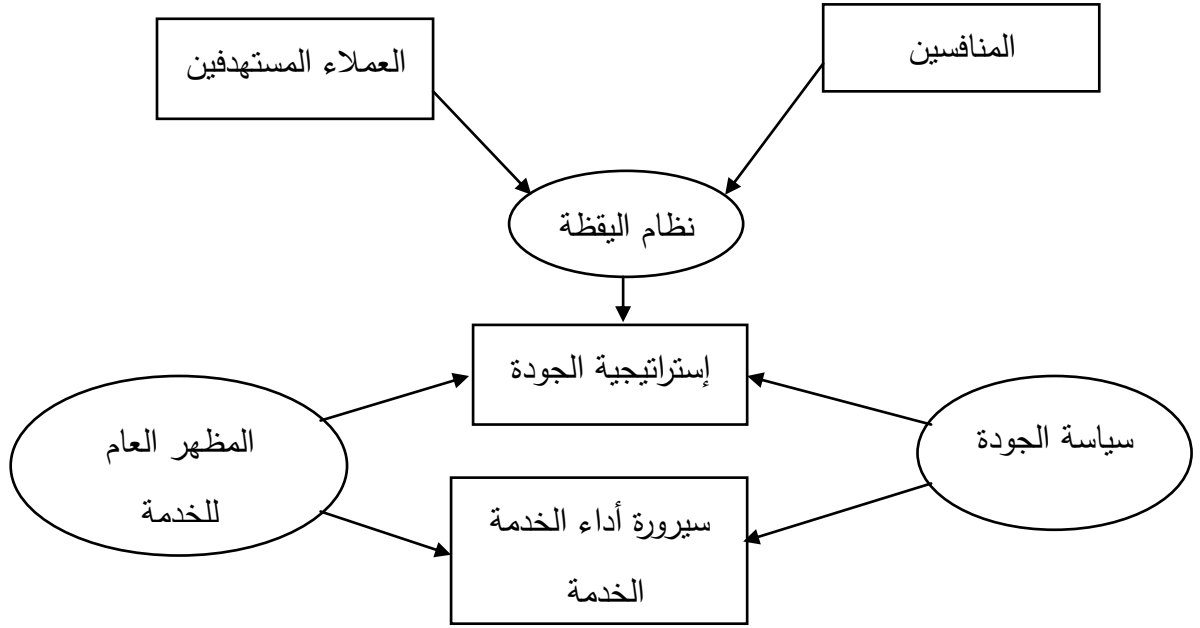 المنافسين
العملاء المستهدفين
نظام اليقظة
إستراتيجية الجودة
سياسة الجودة
المظهر العام
للخدمة
سيرورة أداء الخدمة
الخدمة